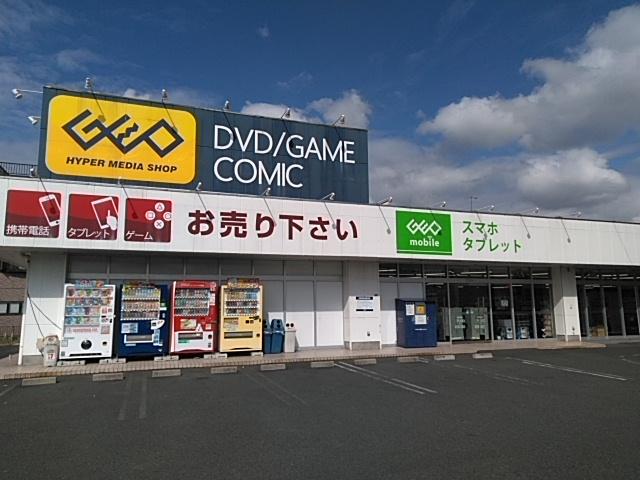 GEO
HYPER MEDIA SHOP
DVD/GAME
COMIC
携帯電話
タブレット
ゲーム
お売り下さい
GEO
mobile
スマホ
タブレット